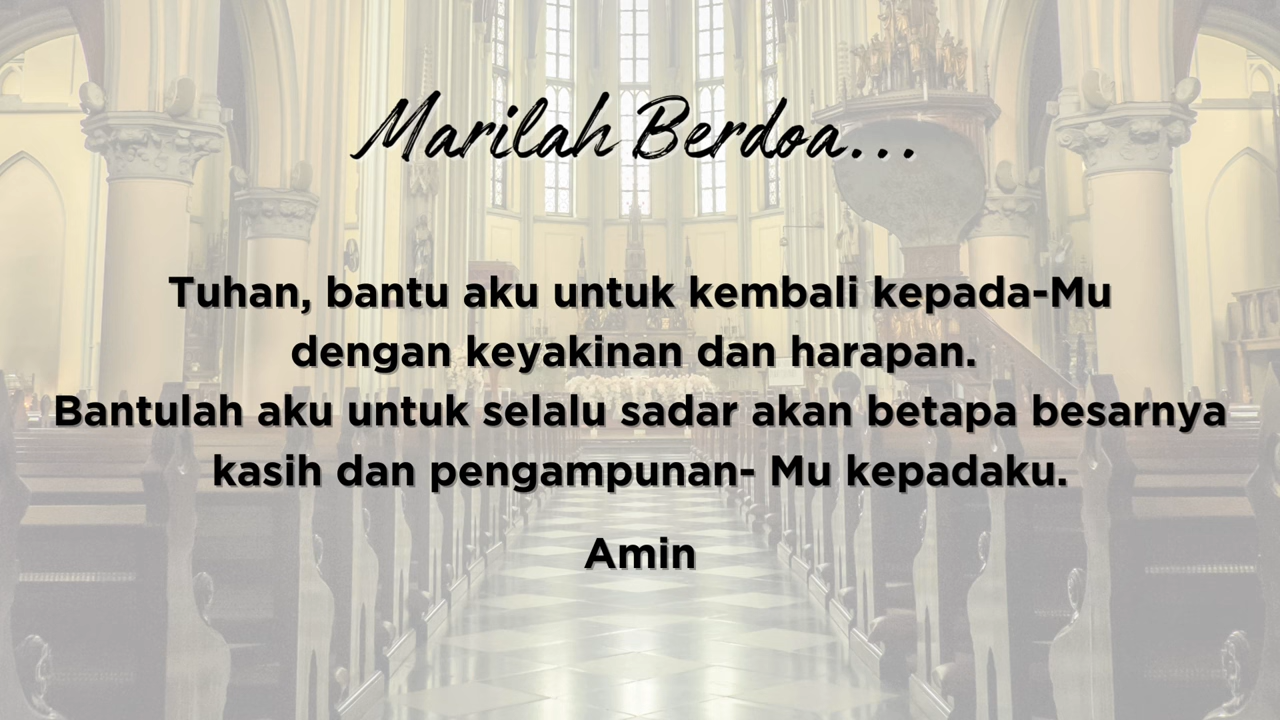 Marilah Berdoa...
Tuhan, bantu aku untuk kembali kepada-Mu
dengan keyakinan dan harapan.
Bantulah aku untuk selalu sadar akan betapa besarnya
kasih dan pengampunan- Mu kepadaku.
Amin